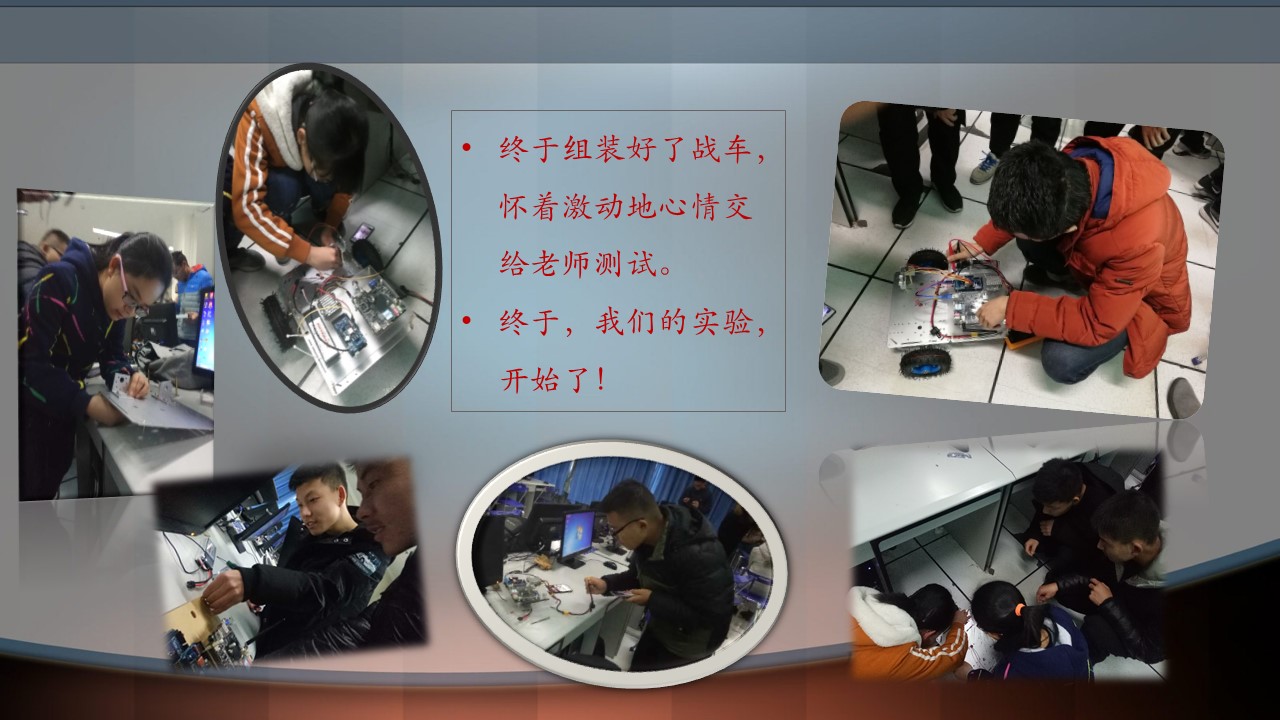 • 终于组装好了战车，
怀着激动地心情交
给老师测试。
• 终于，我们的实验，
开始了！